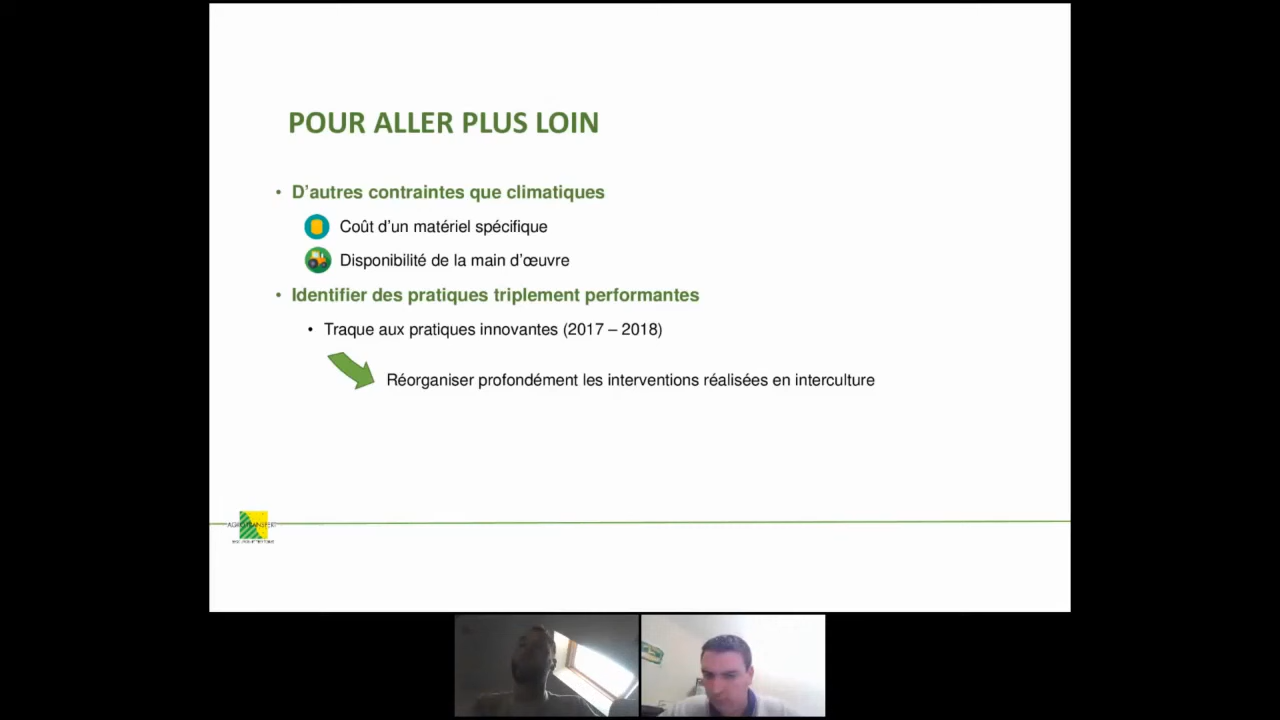 POUR ALLER PLUS LOIN
• D'autres contraintes que climatiques
Coût d'un matériel spécifique
Disponibilité de la main d'œuvre
• Identifier des pratiques triplement performantes
• Traque aux pratiques innovantes (2017 – 2018)
Réorganiser profondément les interventions réalisées en interculture